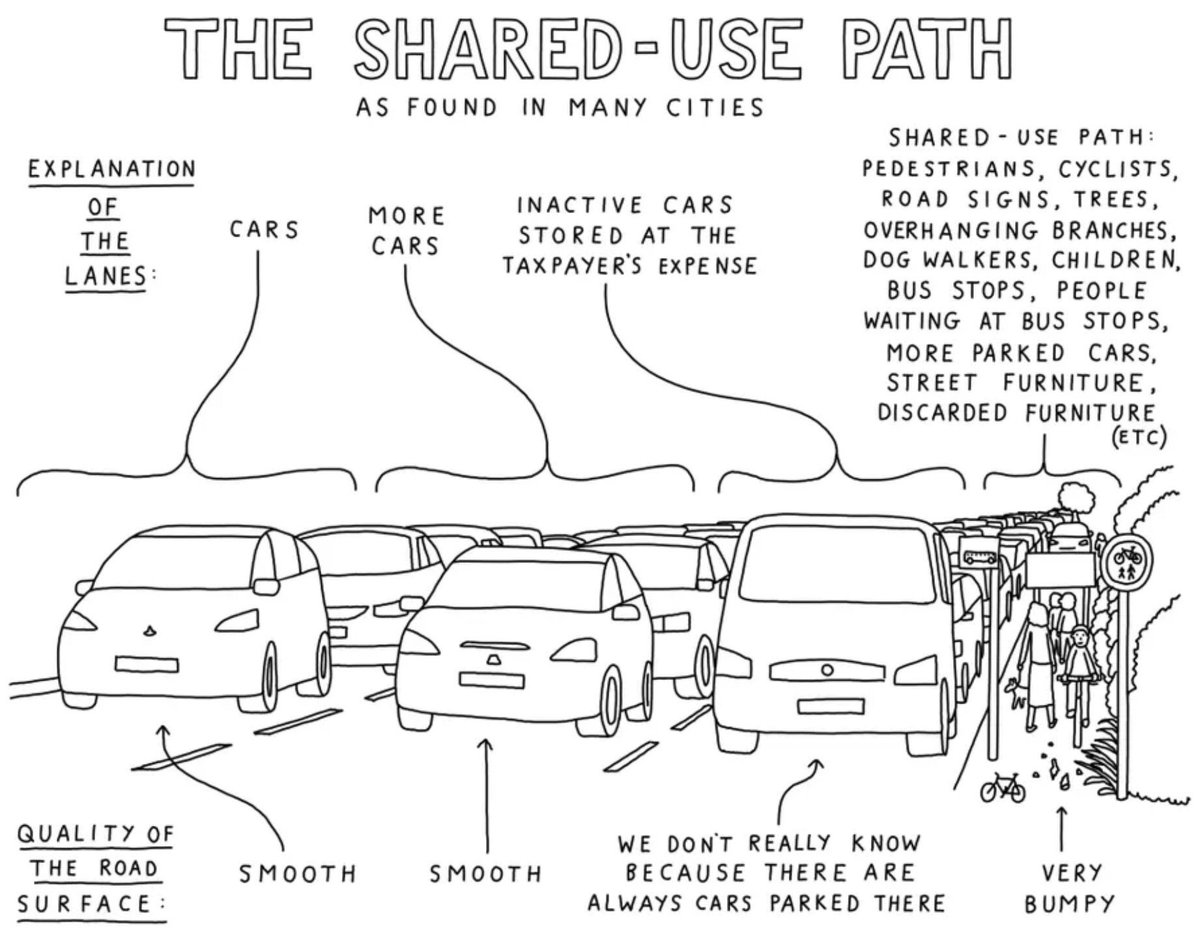 THE SHARED-USE PATH
AS FOUND IN MANY CITIES
EXPLANATION
OF
THE
LANES:
CARS
MORE
CARS
INACTIVE CARS
STORED AT THE
TAXPAYER'S EXPENSE
SHARED-USE PATH:
PEDESTRIANS, CYCLISTS,
ROAD SIGNS, TREES,
OVERHANGING BRANCHES,
DOG WALKERS, CHILDREN,
BUS STOPS, PEOPLE
WAITING AT BUS STOPS,
MORE PARKED CARS,
STREET FURNITURE,
DISCARDED FURNITURE
(ETC)
QUALITY OF
THE ROAD
SURFACE:
SMOOTH
SMOOTH
WE DON'T REALLY KNOW
BECAUSE THERE ARE
ALWAYS CARS PARKED THERE
VERY
BUMPY